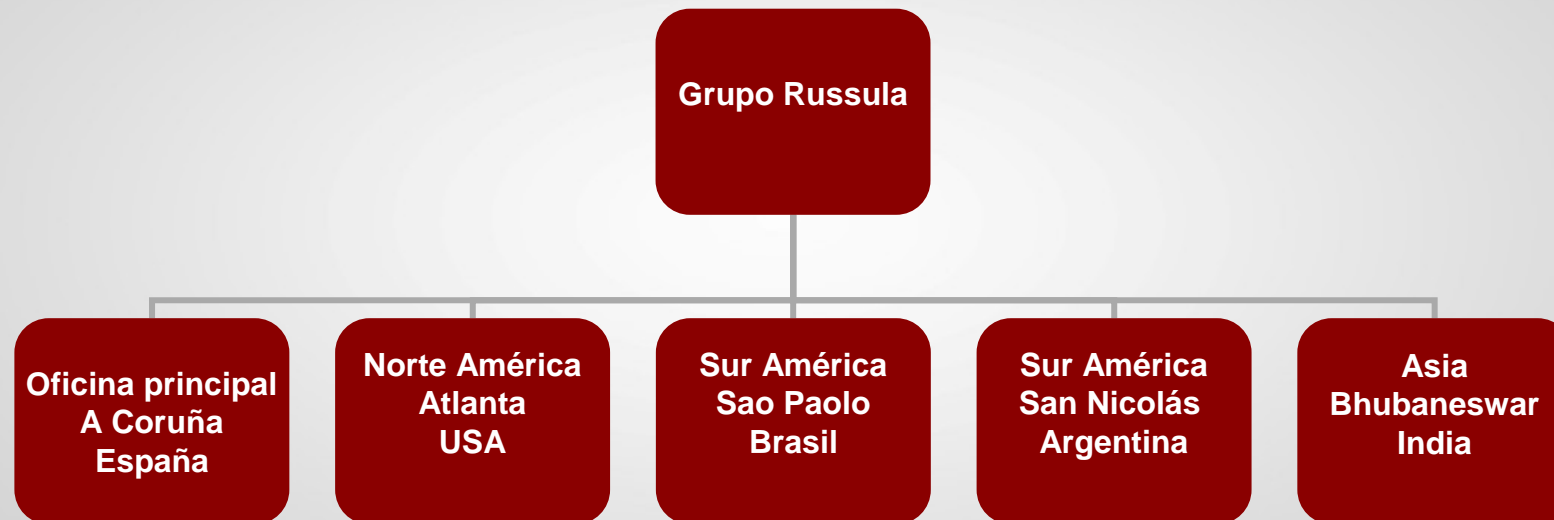 Grupo Russula
Oficina principal
A Coruña
España
Norte América
Atlanta
USA
Sur América
Sao Paolo
Brasil
Sur América
San Nicolás
Argentina
Asia
Bhubaneswar
India